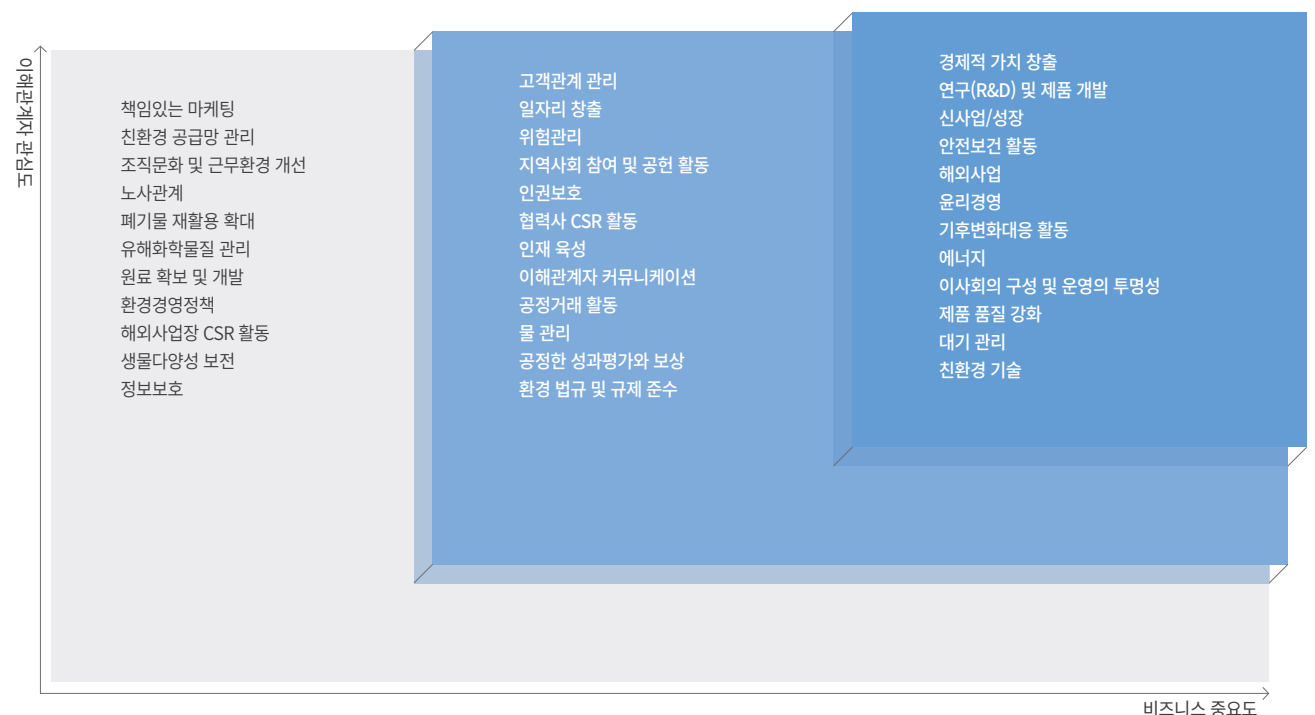 이해관계자 관심도
책임있는 마케팅
친환경 공급망 관리
조직문화 및 근무환경 개선
노사관계
폐기물 재활용 확대
유해화학물질 관리
원료 확보 및 개발
환경경영정책
해외사업장 CSR 활동
생물다양성 보전
정보보호
고객관계 관리
일자리 창출
위험관리
지역사회 참여 및 공헌 활동
인권보호
협력사 CSR 활동
인재 육성
이해관계자 커뮤니케이션
공정거래 활동
물 관리
공정한 성과평가와 보상
환경 법규 및 규제 준수
경제적 가치 창출
연구(R&D) 및 제품 개발
신사업/성장
안전보건 활동
해외사업
윤리경영
기후변화대응 활동
에너지
이사회의 구성 및 운영의 투명성
제품 품질 강화
대기 관리
친환경 기술
비즈니스 중요도